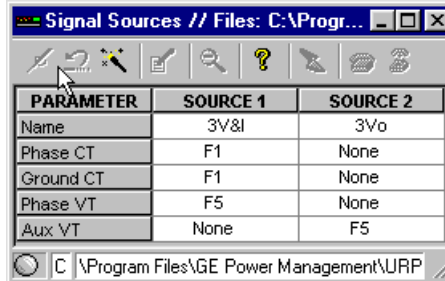 Signal Sources // Files: C:\Progr...
PARAMETER SOURCE 1 SOURCE 2
Name 3V&I 3Vo
Phase CT F1 None
Ground CT F1 None
Phase VT F5 None
Aux VT None F5
C \Program Files\GE Power Management\URP